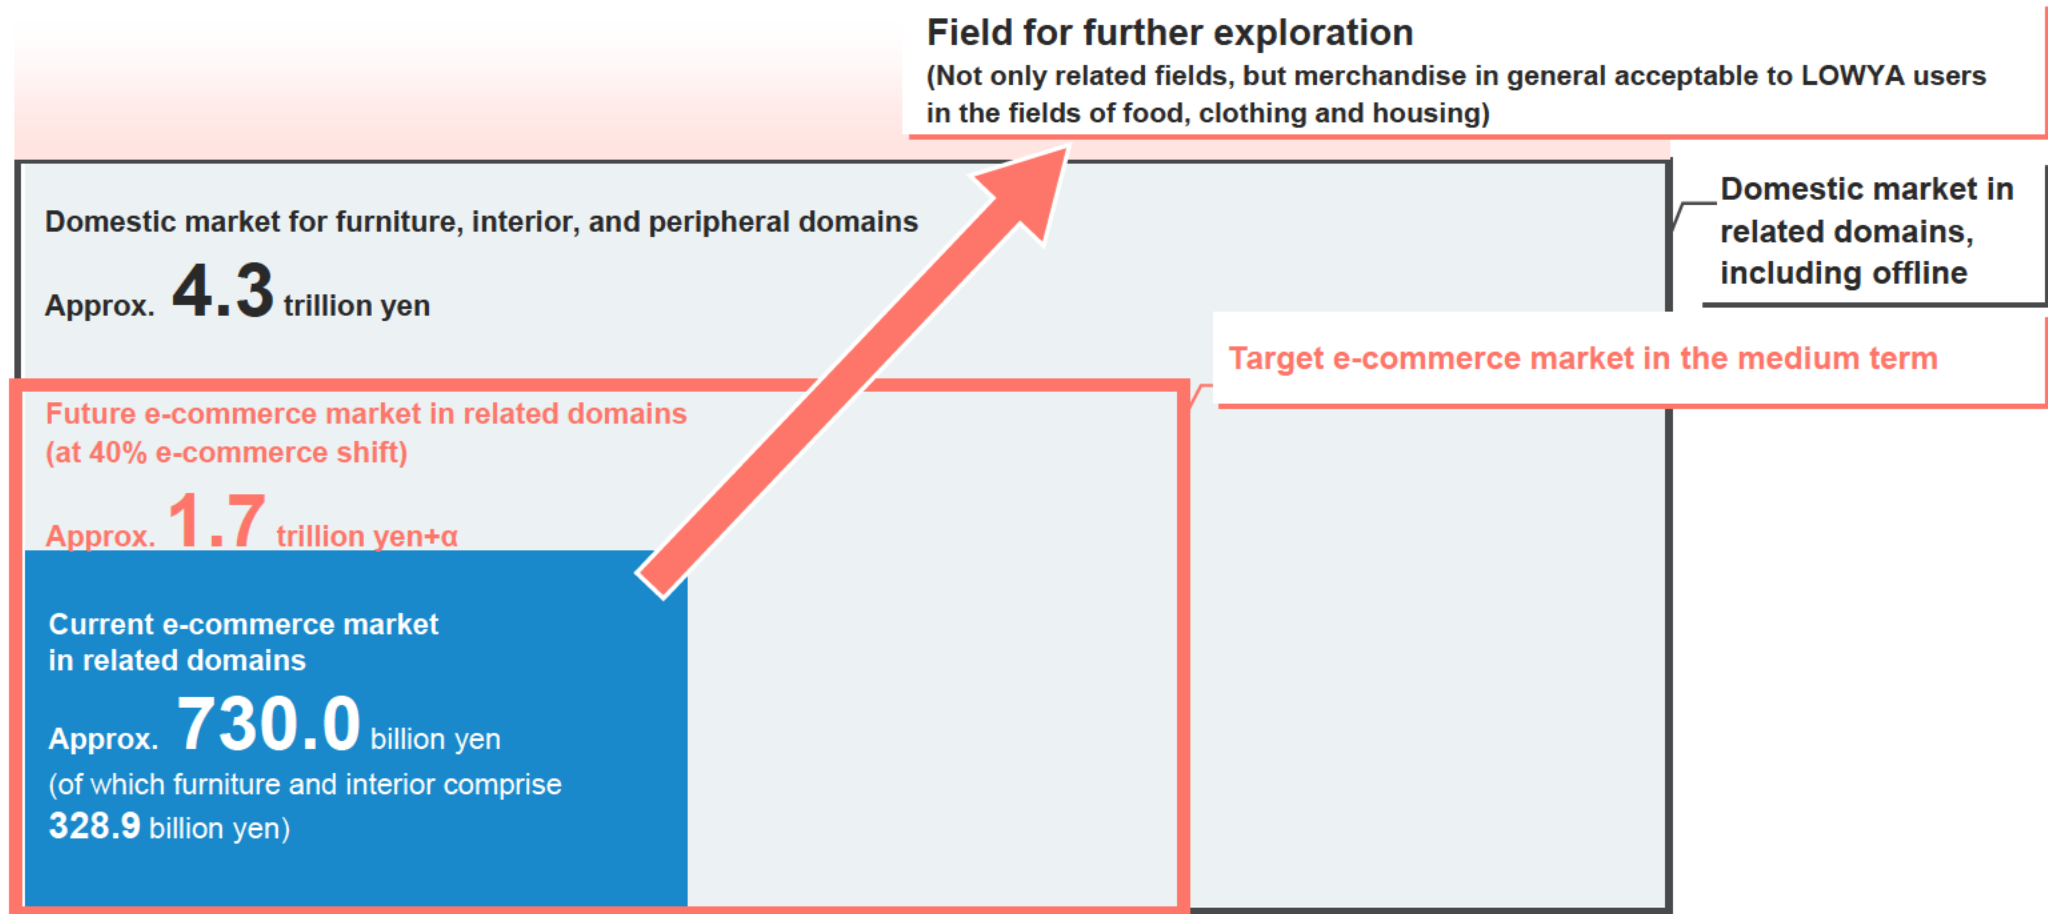 Field for further exploration
(Not only related fields, but merchandise in general acceptable to LOWYA users
in the fields of food, clothing and housing)
Domestic market in
related domains,
including offline
Domestic market for furniture, interior, and peripheral domains
Approx. 4.3 trillion yen
Target e-commerce market in the medium term
Future e-commerce market in related domains
(at 40% e-commerce shift)
Approx. 1.7 trillion yen+α
Current e-commerce market
in related domains
Approx. 730.0 billion yen
(of which furniture and interior comprise
328.9 billion yen)